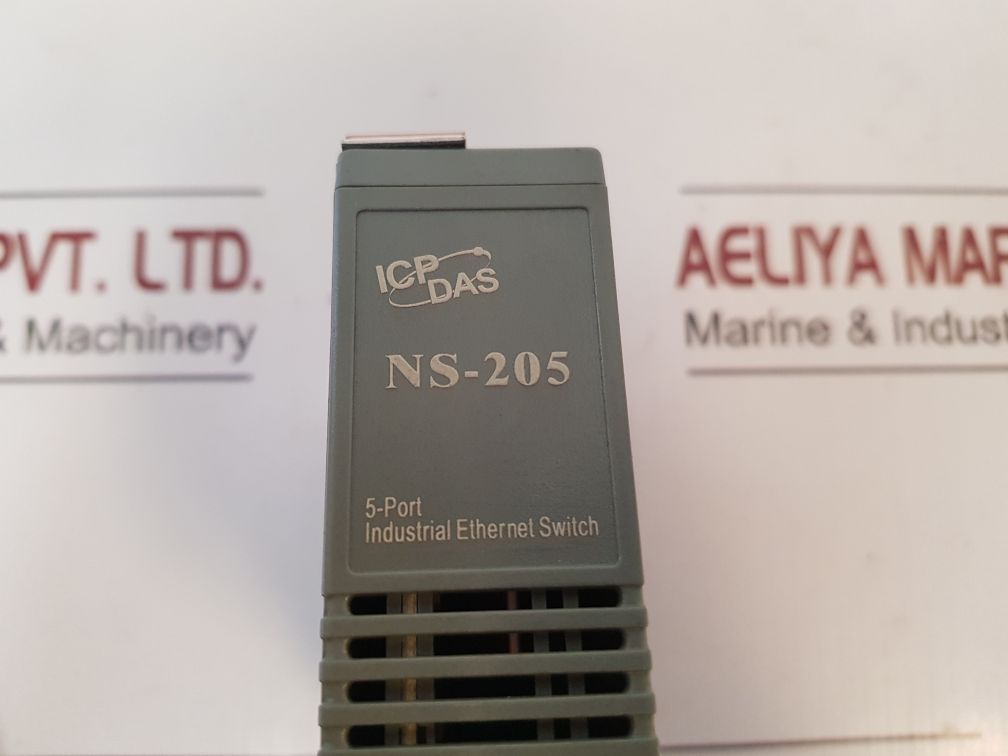 PVT. LTD.
& Machinery
AELIYA MAR
Marine & Indust
ICP
DAS
NS-205
5-Port
Industrial Ethernet Switch